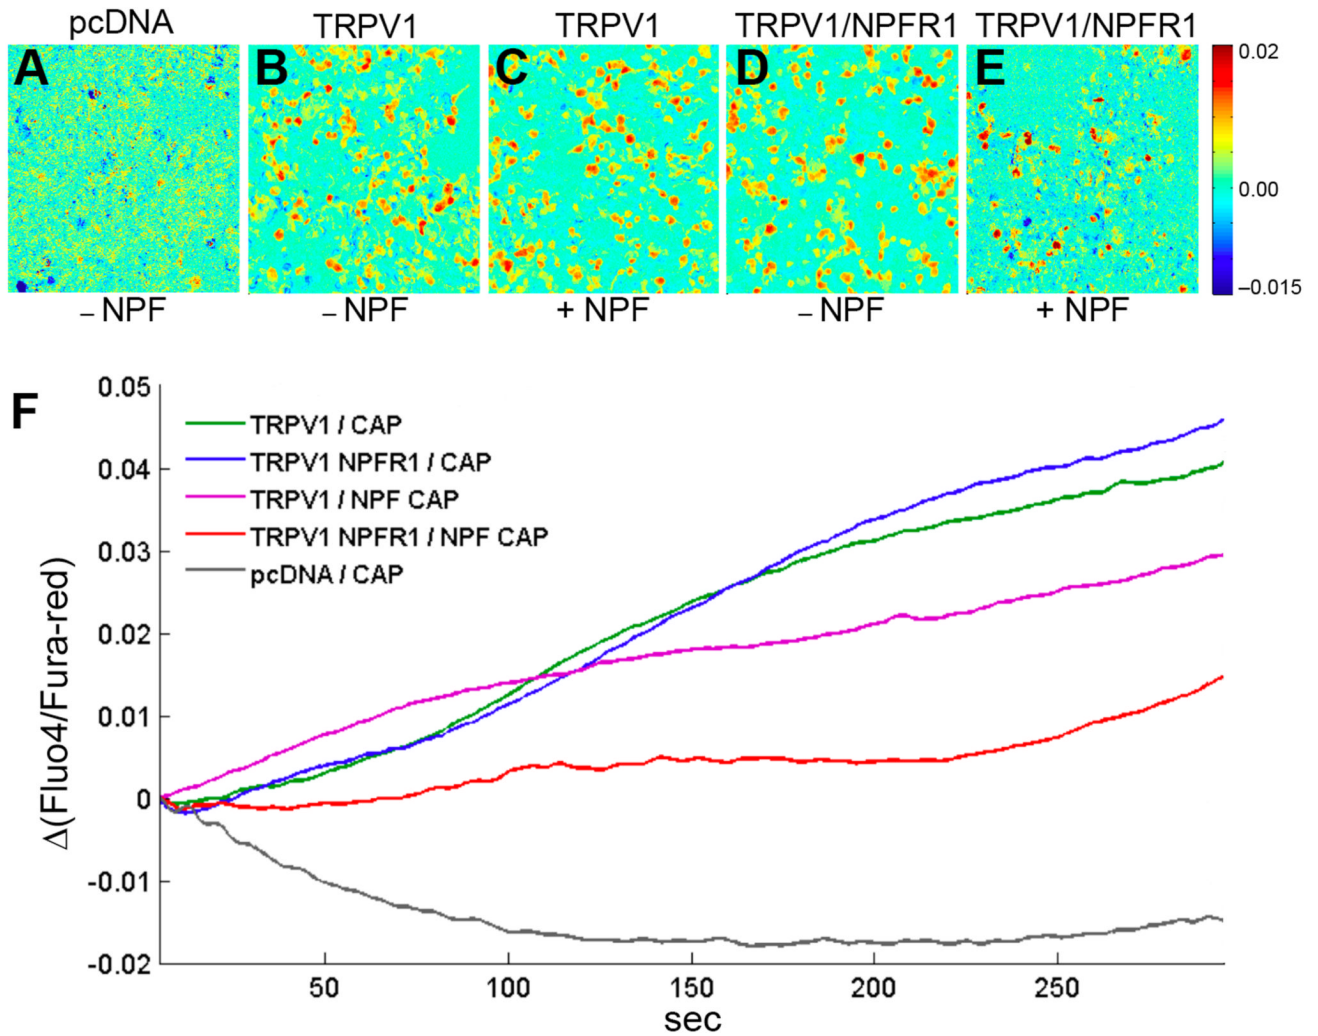 pcDNA TRPV1 TRPV1 TRPV1/NPFR1 TRPV1/NPFR1
A B C D E
0.02
0.00
–0.015
– NPF – NPF + NPF – NPF + NPF
F
0.05
0.04
0.03
0.02
0.01
0
-0.01
-0.02
Δ(Fluo4/Fura-red)
TRPV1 / CAP
TRPV1 NPFR1 / CAP
TRPV1 / NPF CAP
TRPV1 NPFR1 / NPF CAP
pcDNA / CAP
50 100 150 200 250
sec